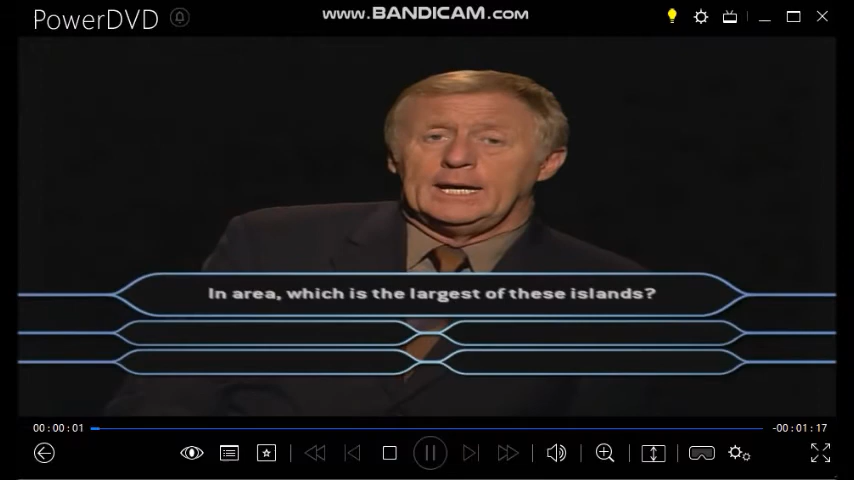 PowerDVD
www.BANDICAM.com
In area, which is the largest of these islands?
00:00:01
-00:01:17